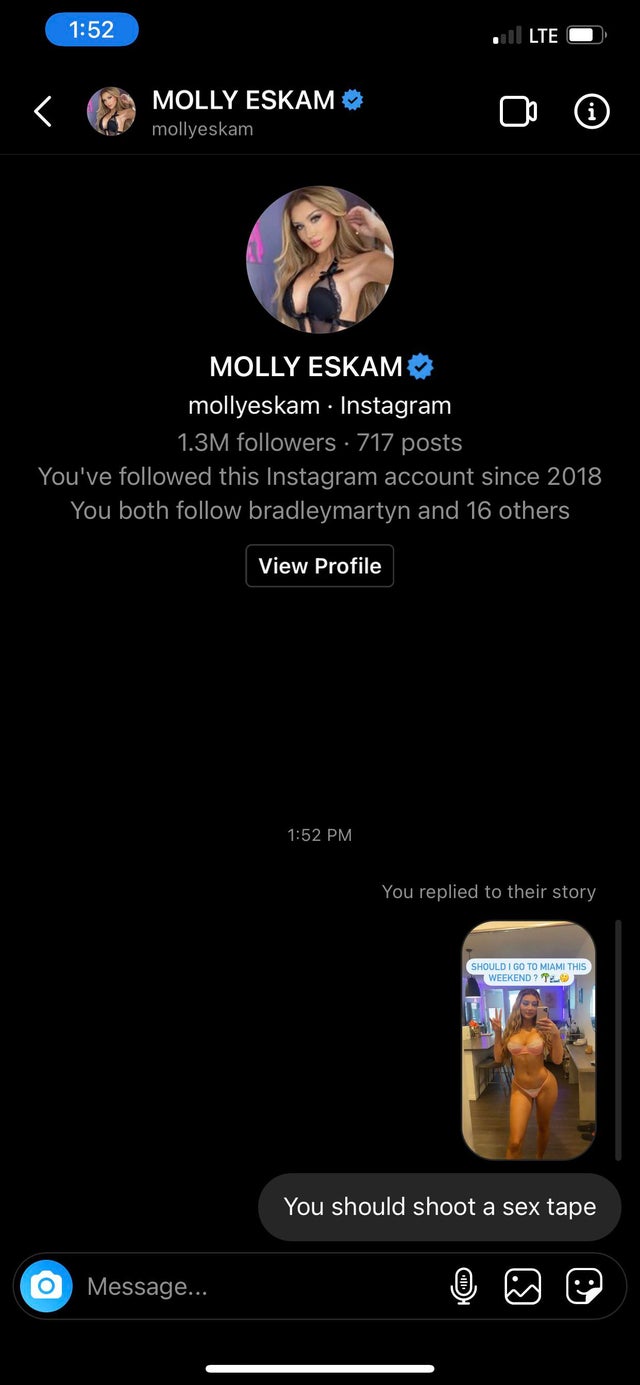 1:52
LTE
MOLLY ESKAM
mollyeskam
MOLLY ESKAM
mollyeskam · Instagram
1.3M followers · 717 posts
You've followed this Instagram account since 2018
You both follow bradleymartyn and 16 others
View Profile
1:52 PM
You replied to their story
SHOULD I GO TO MIAMI THIS
WEEKEND ?
You should shoot a sex tape
Message...